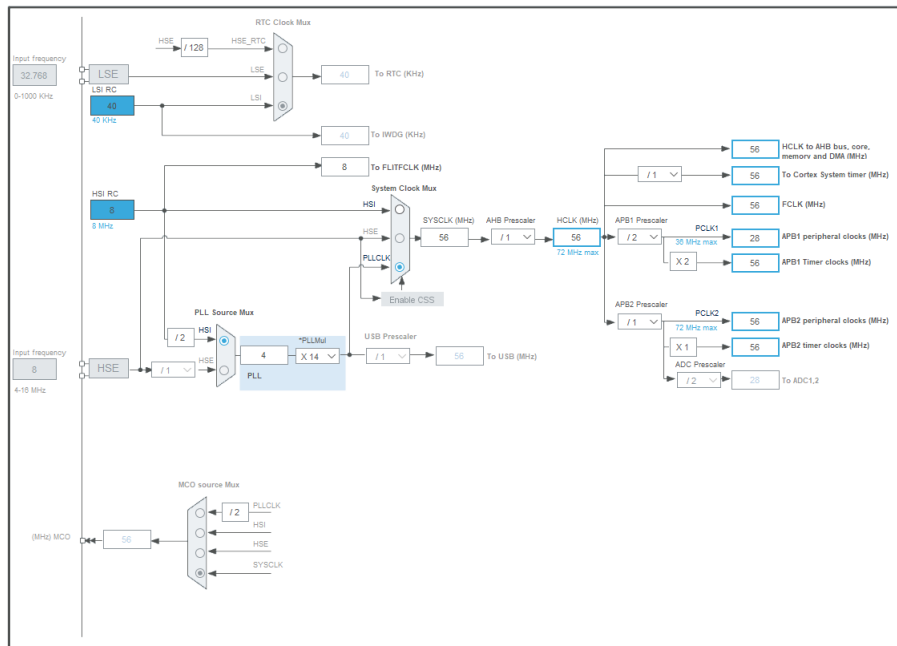 RTC Clock Mux
HSE
/ 128
HSE_RTC
Input frequency
32.768
0-1000 KHz
LSE
LSE
40
To RTC (KHz)
LSI RC
40
40 KHz
LSI
40
To IWDG (KHz)
8
To FLITFCLK (MHz)
HSI RC
8
8 MHz
System Clock Mux
HSI
HSE
PLLCLK
Enable CSS
SYSCLK (MHz)
56
AHB Prescaler
/ 1
HCLK (MHz)
56
72 MHz max
56
HCLK to AHB bus, core,
memory and DMA (MHz)
/ 1
56
To Cortex System timer (MHz)
56
FCLK (MHz)
APB1 Prescaler
/ 2
PCLK1
36 MHz max
28
APB1 peripheral clocks (MHz)
X 2
56
APB1 Timer clocks (MHz)
APB2 Prescaler
/ 1
PCLK2
72 MHz max
56
APB2 peripheral clocks (MHz)
X 1
56
APB2 timer clocks (MHz)
ADC Prescaler
/ 2
28
To ADC1,2
PLL Source Mux
/ 2
HSI
Input frequency
8
4-16 MHz
HSE
/ 1
HSE
4
*PLLMul
X 14
PLL
USB Prescaler
/ 1
56
To USB (MHz)
MCO source Mux
/ 2
PLLCLK
HSI
HSE
SYSCLK
(MHz) MCO
56